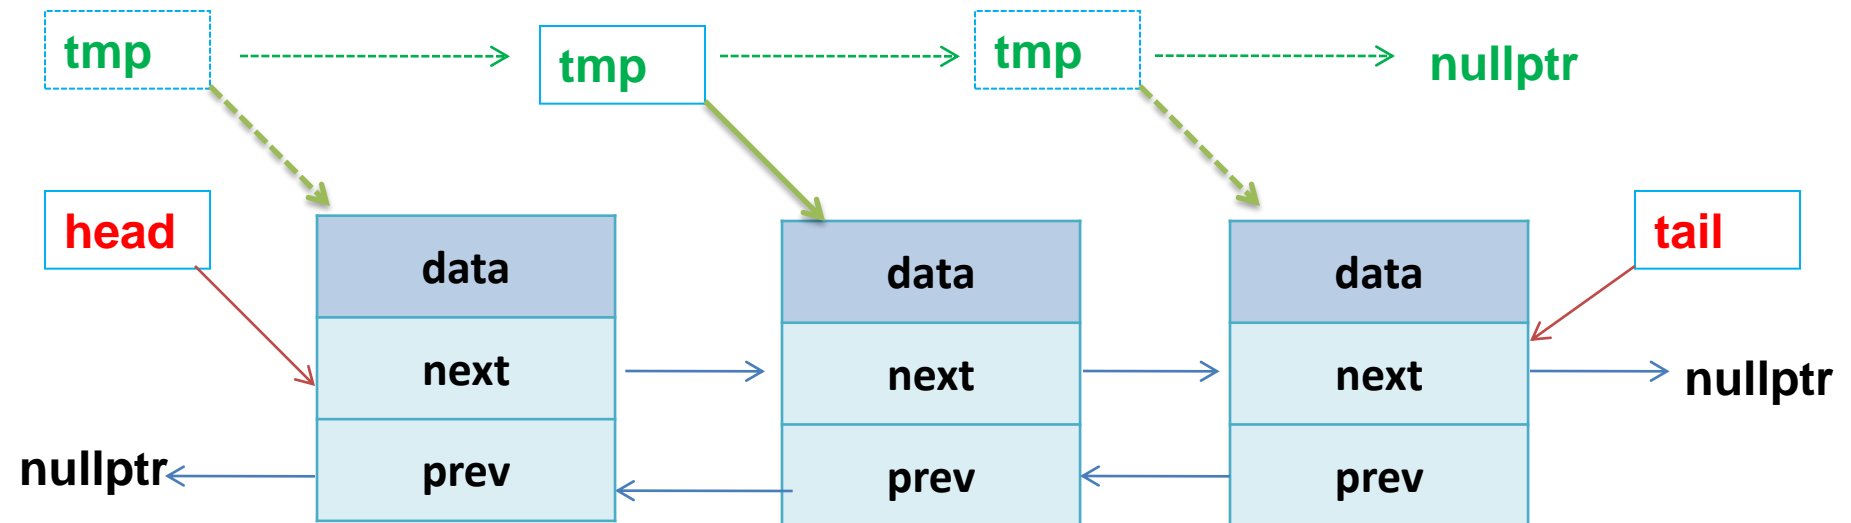 tmp
tmp
tmp
nullptr
head
tail
data
data
data
next
next
next
nullptr
nullptr
prev
prev
prev